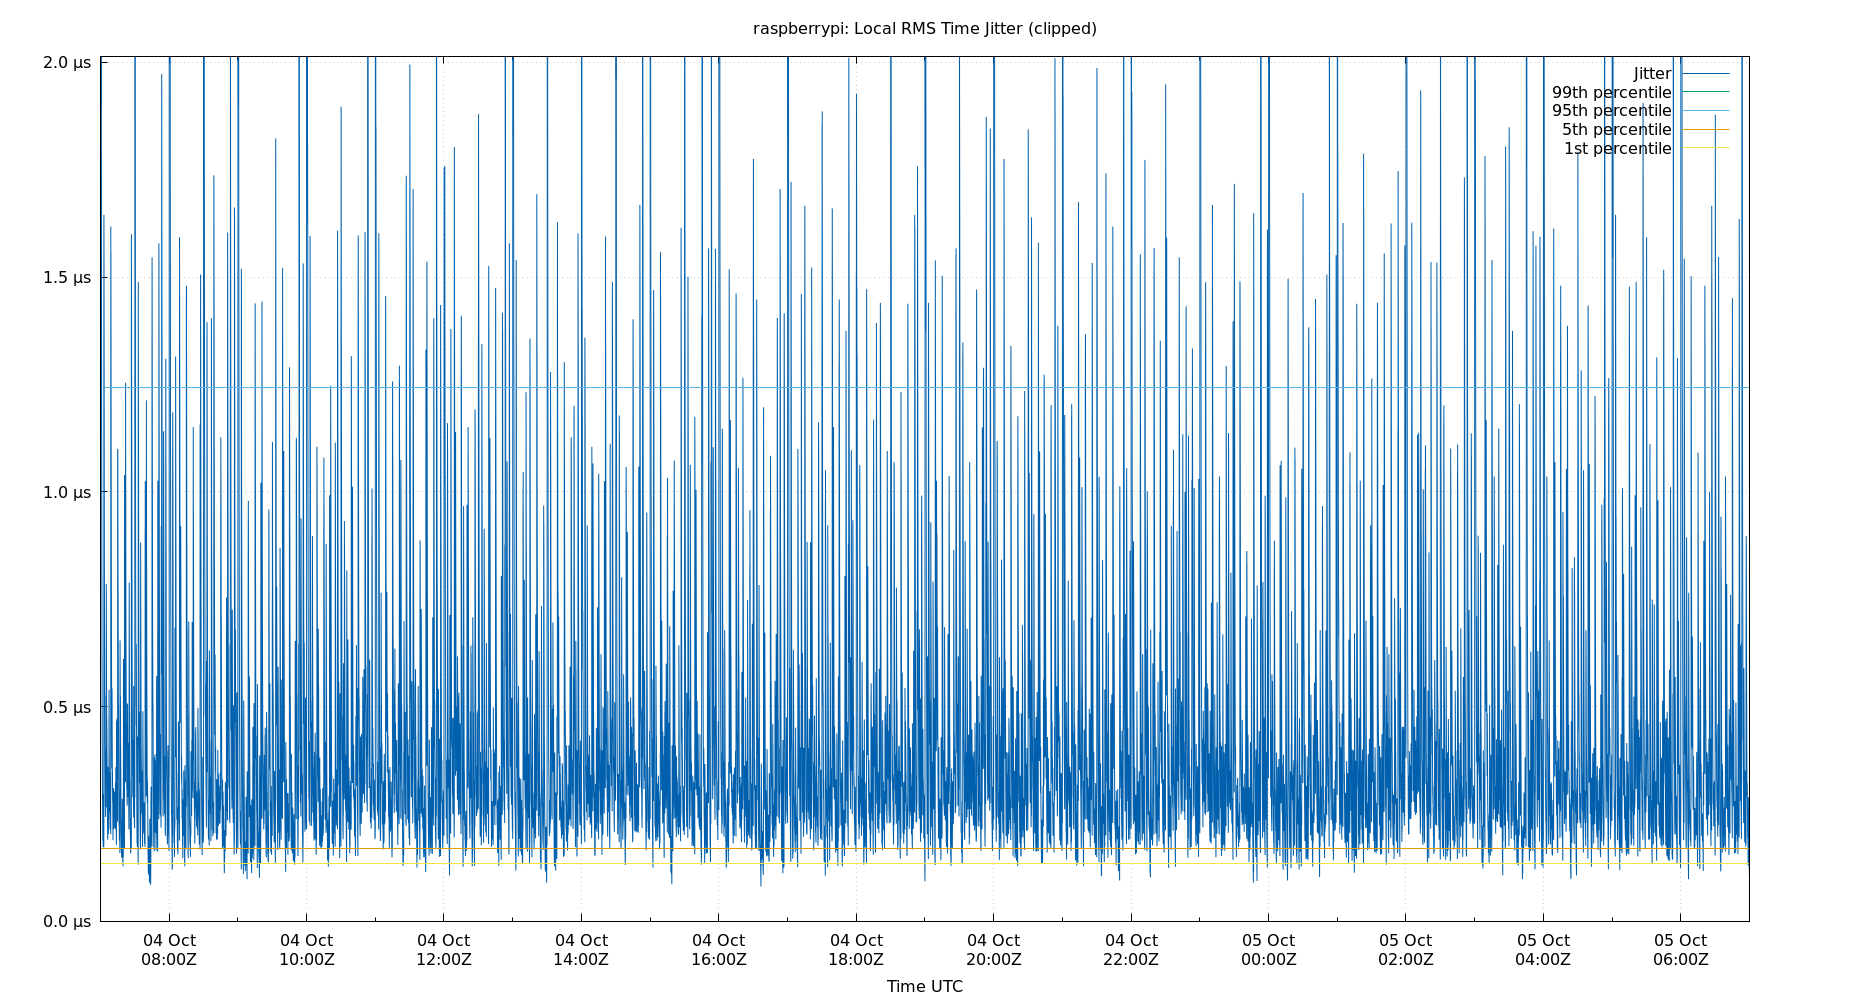 raspberrypi: Local RMS Time Jitter (clipped)
2.0 µs
1.5 µs
1.0 µs
0.5 µs
0.0 µs
Jitter
99th percentile
95th percentile
5th percentile
1st percentile
04 Oct 04 Oct 04 Oct 04 Oct 04 Oct 04 Oct 04 Oct 04 Oct 05 Oct 05 Oct 05 Oct 05 Oct
08:00Z 10:00Z 12:00Z 14:00Z 16:00Z 18:00Z 20:00Z 22:00Z 00:00Z 02:00Z 04:00Z 06:00Z
Time UTC